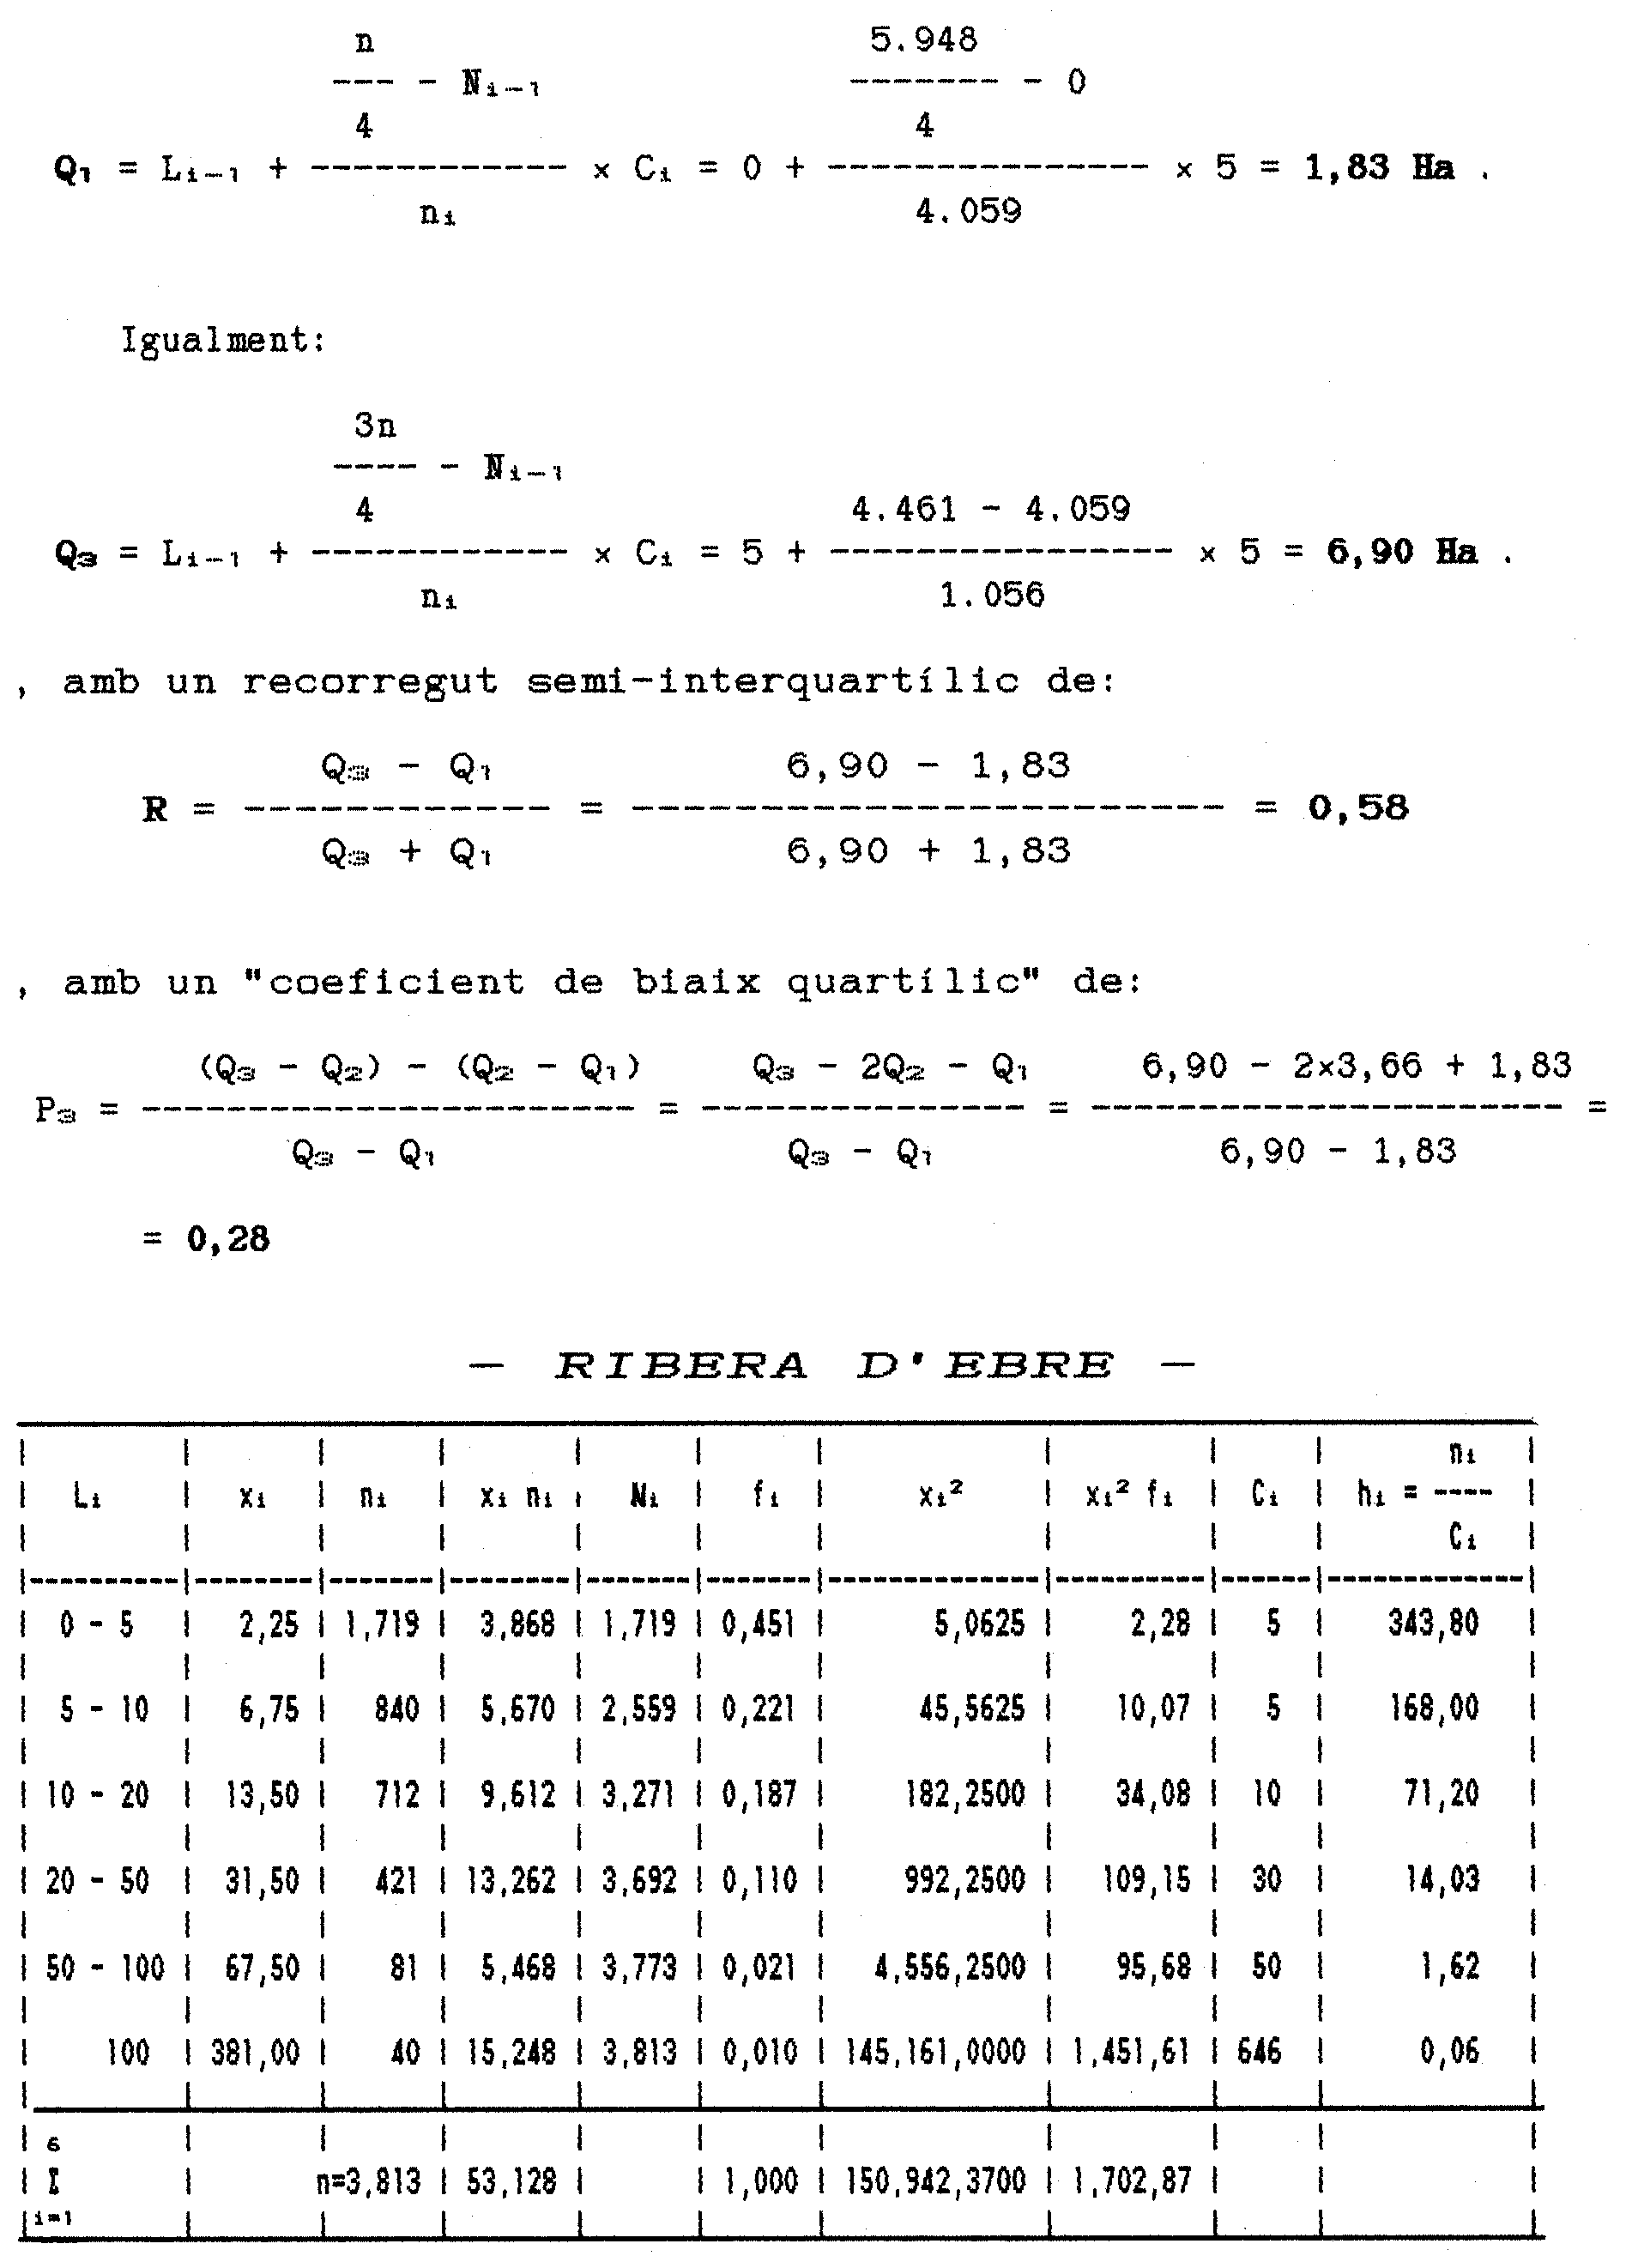 n 5.948
--- - Nᵢ₋₁ ------- - 0
4 4
Q₁ = Lᵢ₋₁ + ------------ × Cᵢ = 0 + --------------- × 5 = 1,83 Ha .
nᵢ 4.059
Igualment:
3n
---- - Nᵢ₋₁
4 4.461 - 4.059
Q₃ = Lᵢ₋₁ + ------------ × Cᵢ = 5 + ---------------- × 5 = 6,90 Ha .
nᵢ 1.056
, amb un recorregut semi-interquartílic de:
Q₃ - Q₁ 6,90 - 1,83
R = ------------- = ------------------------ = 0,58
Q₃ + Q₁ 6,90 + 1,83
, amb un "coeficient de biaix quartílic" de:
(Q₃ - Q₂) - (Q₂ - Q₁) Q₃ - 2Q₂ - Q₁ 6,90 - 2×3,66 + 1,83
P₃ = ----------------------- = --------------- = ---------------------- =
Q₃ - Q₁ Q₃ - Q₁ 6,90 - 1,83
= 0,28
- RIBERA D'EBRE -
nᵢ
Lᵢ xᵢ nᵢ xᵢ nᵢ Nᵢ fᵢ xᵢ² xᵢ² fᵢ Cᵢ hᵢ = ----
Cᵢ
0 - 5 2,25 1.719 3.868 1.719 0,451 5,0625 2,28 5 343,80
5 - 10 6,75 840 5.670 2.559 0,221 45,5625 10,07 5 168,00
10 - 20 13,50 712 9.612 3.271 0,187 182,2500 34,08 10 71,20
20 - 50 31,50 421 13.262 3.692 0,110 992,2500 109,15 30 14,03
50 - 100 67,50 81 5.468 3.773 0,021 4.556,2500 95,68 50 1,62
100 381,00 40 15.248 3.813 0,010 145.161,0000 1.451,61 646 0,06
6
Σ n=3.813 53.128 1,000 150.942,3700 1.702,87
i=1